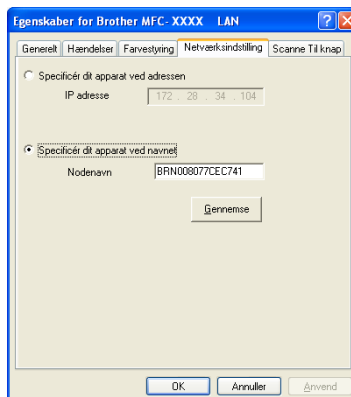 Egenskaber for Brother MFC- XXXX LAN
Generelt Hændelser Farvestyring Netværksindstilling Scanne Til knap
Specificér dit apparat ved adressen
IP adresse 172 . 28 . 34 . 104
Specificér dit apparat ved navnet
Nodenavn BRN008077CEC741
Gennemse
OK Annuller Anvend